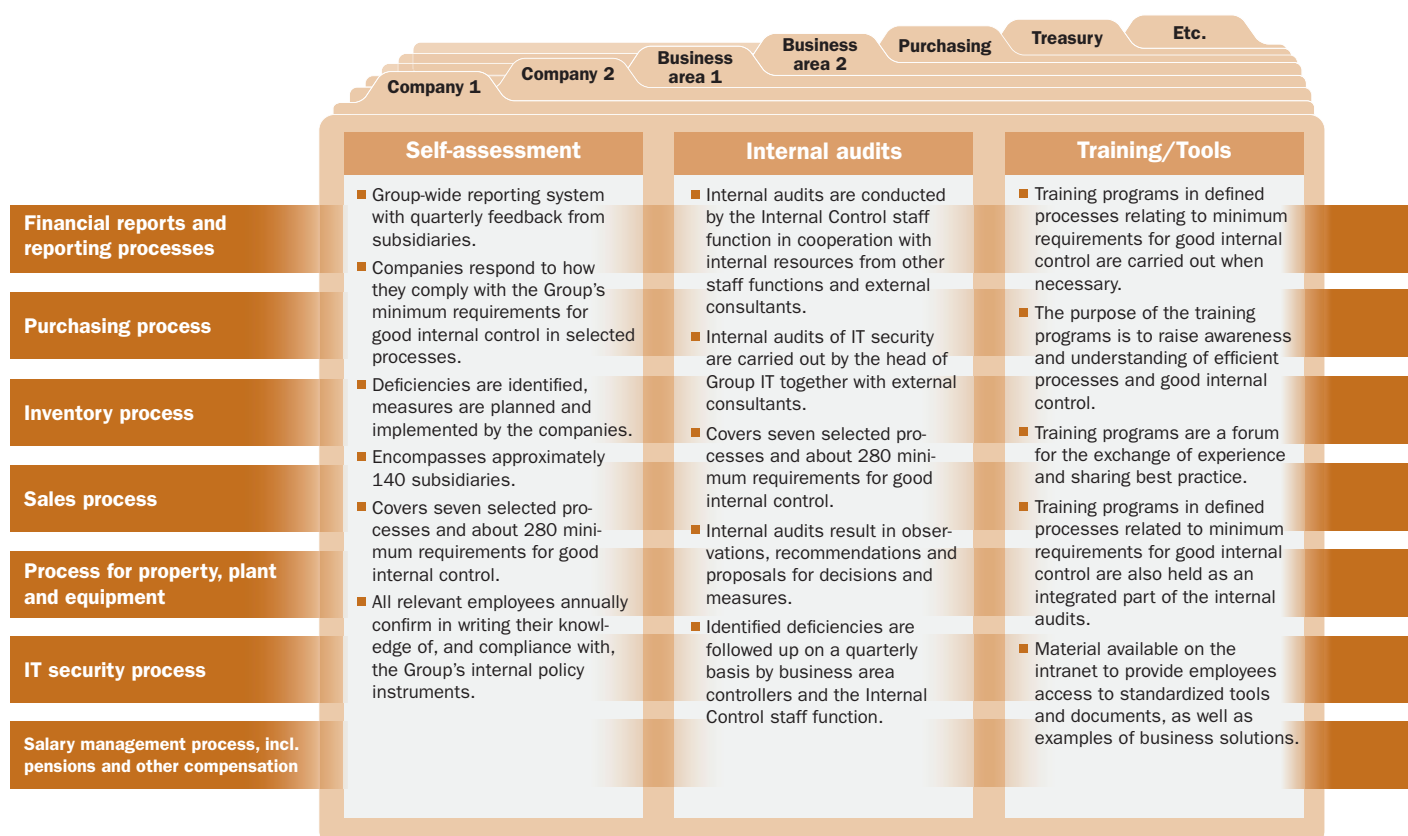 Company 1
Company 2
Business
area 1
Business
area 2
Purchasing
Treasury
Etc.
Financial reports and
reporting processes
Purchasing process
Inventory process
Sales process
Process for property, plant
and equipment
IT security process
Salary management process, incl.
pensions and other compensation
Self-assessment
Group-wide reporting system
with quarterly feedback from
subsidiaries.
Companies respond to how
they comply with the Group’s
minimum requirements for
good internal control in selected
processes.
Deficiencies are identified,
measures are planned and
implemented by the companies.
Encompasses approximately
140 subsidiaries.
Covers seven selected pro-
cesses and about 280 mini-
mum requirements for good
internal control.
All relevant employees annually
confirm in writing their knowl-
edge of, and compliance with,
the Group’s internal policy
instruments.
Internal audits
Internal audits are conducted
by the Internal Control staff
function in cooperation with
internal resources from other
staff functions and external
consultants.
Internal audits of IT security
are carried out by the head of
Group IT together with external
consultants.
Covers seven selected pro-
cesses and about 280 mini-
mum requirements for good
internal control.
Internal audits result in obser-
vations, recommendations and
proposals for decisions and
measures.
Identified deficiencies are
followed up on a quarterly
basis by business area
controllers and the Internal
Control staff function.
Training/Tools
Training programs in defined
processes relating to minimum
requirements for good internal
control are carried out when
necessary.
The purpose of the training
programs is to raise awareness
and understanding of efficient
processes and good internal
control.
Training programs are a forum
for the exchange of experience
and sharing best practice.
Training programs in defined
processes related to minimum
requirements for good internal
control are also held as an
integrated part of the internal
audits.
Material available on the
intranet to provide employees
access to standardized tools
and documents, as well as
examples of business solutions.